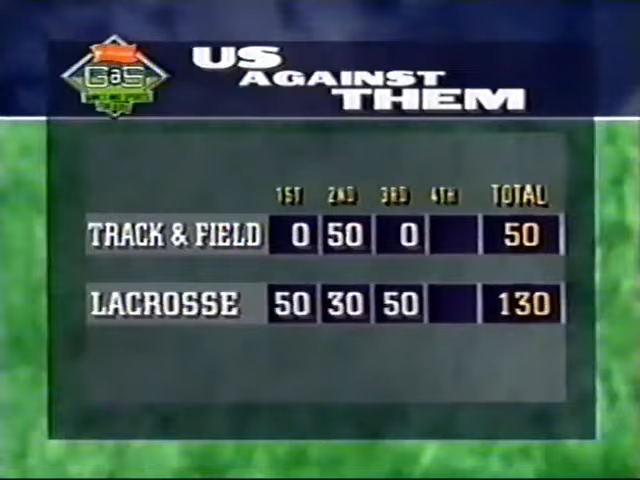 GaS
US
AGAINST
THEM
1ST 2ND 3RD 4TH TOTAL
TRACK & FIELD 0 50 0 50
LACROSSE 50 30 50 130